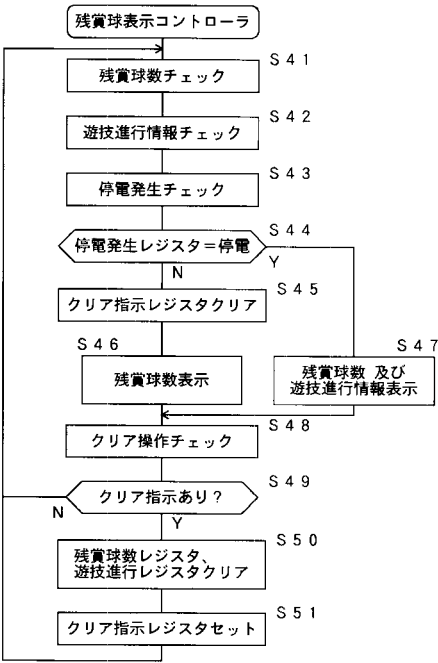 残賞球表示コントローラ
S41
残賞球数チェック
S42
遊技進行情報チェック
S43
停電発生チェック
S44
停電発生レジスタ=停電
Y
N
S45
クリア指示レジスタクリア
S46
残賞球数表示
S47
残賞球数 及び
遊技進行情報表示
S48
クリア操作チェック
S49
クリア指示あり?
N
Y
S50
残賞球数レジスタ、
遊技進行レジスタクリア
S51
クリア指示レジスタセット